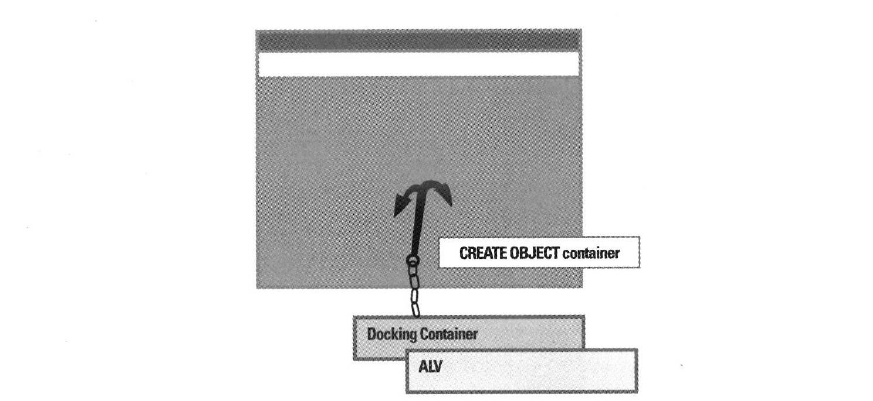 CREATE OBJECT container
Docking Container
ALV